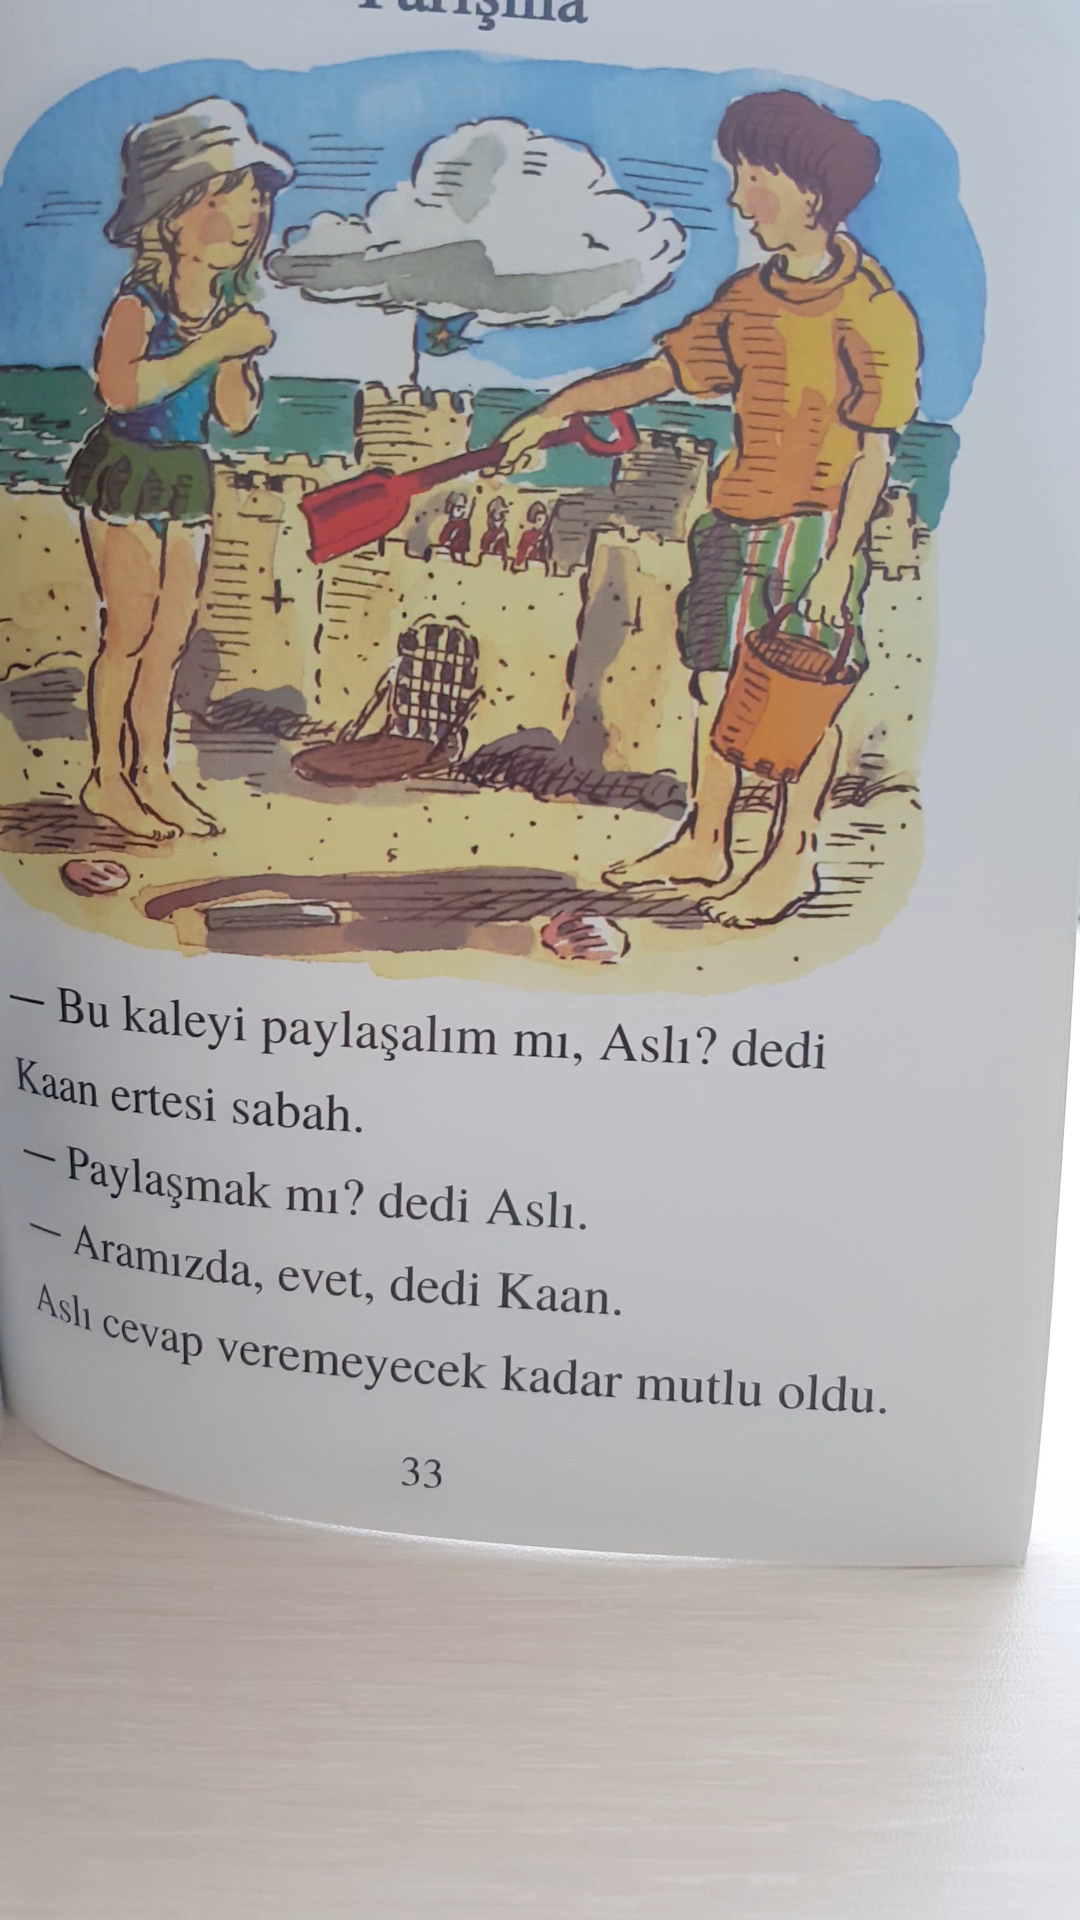 — Bu kaleyi paylaşalım mı, Aslı? dedi
Kaan ertesi sabah.
— Paylaşmak mı? dedi Aslı.
— Aramızda, evet, dedi Kaan.
Aslı cevap veremeyecek kadar mutlu oldu.
33